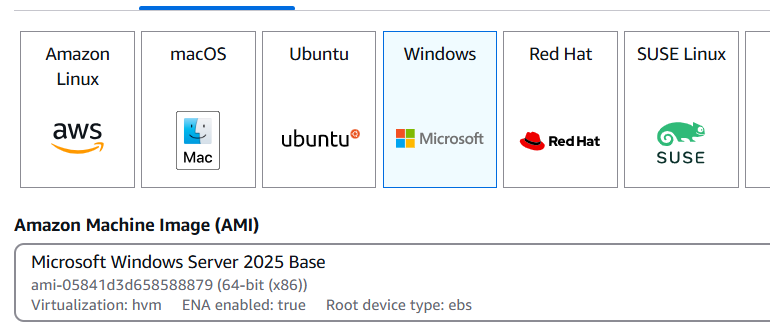 Amazon Linux
aws
macOS
Mac
Ubuntu
ubuntu
Windows
Microsoft
Red Hat
Red Hat
SUSE Linux
SUSE
Amazon Machine Image (AMI)
Microsoft Windows Server 2025 Base
ami-05841d3d658588879 (64-bit (x86))
Virtualization: hvm ENA enabled: true Root device type: ebs